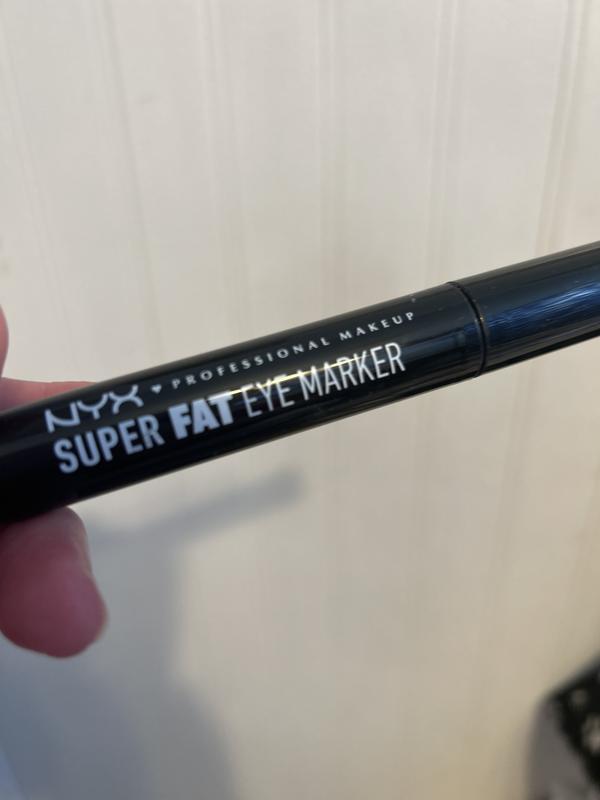 NYX ♥ PROFESSIONAL MAKEUP
SUPER FAT EYE MARKER